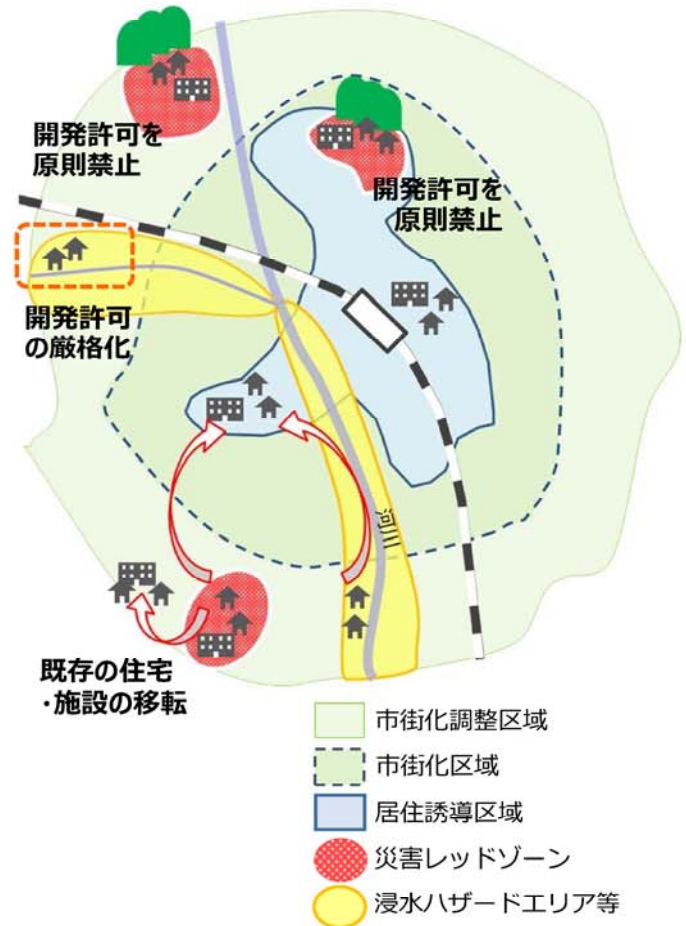 開発許可を
原則禁止
開発許可を
原則禁止
開発許可
の厳格化
河川
既存の住宅
・施設の移転
市街化調整区域
市街化区域
居住誘導区域
災害レッドゾーン
浸水ハザードエリア等